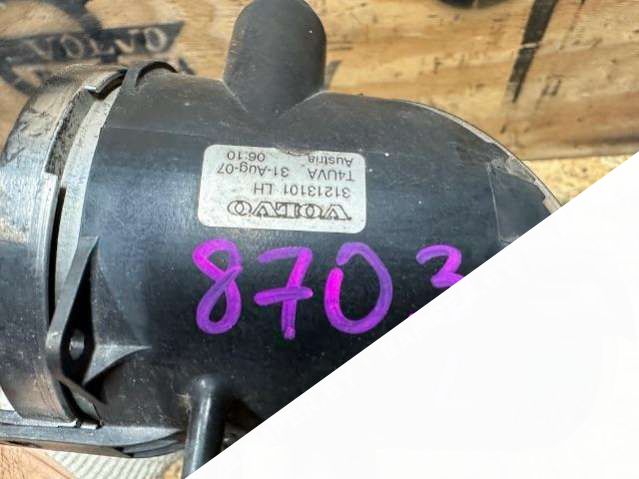 VOLVO
VOLVO
31213101 LH
T4UVA 31-Aug-07
Austria 06:10
8703